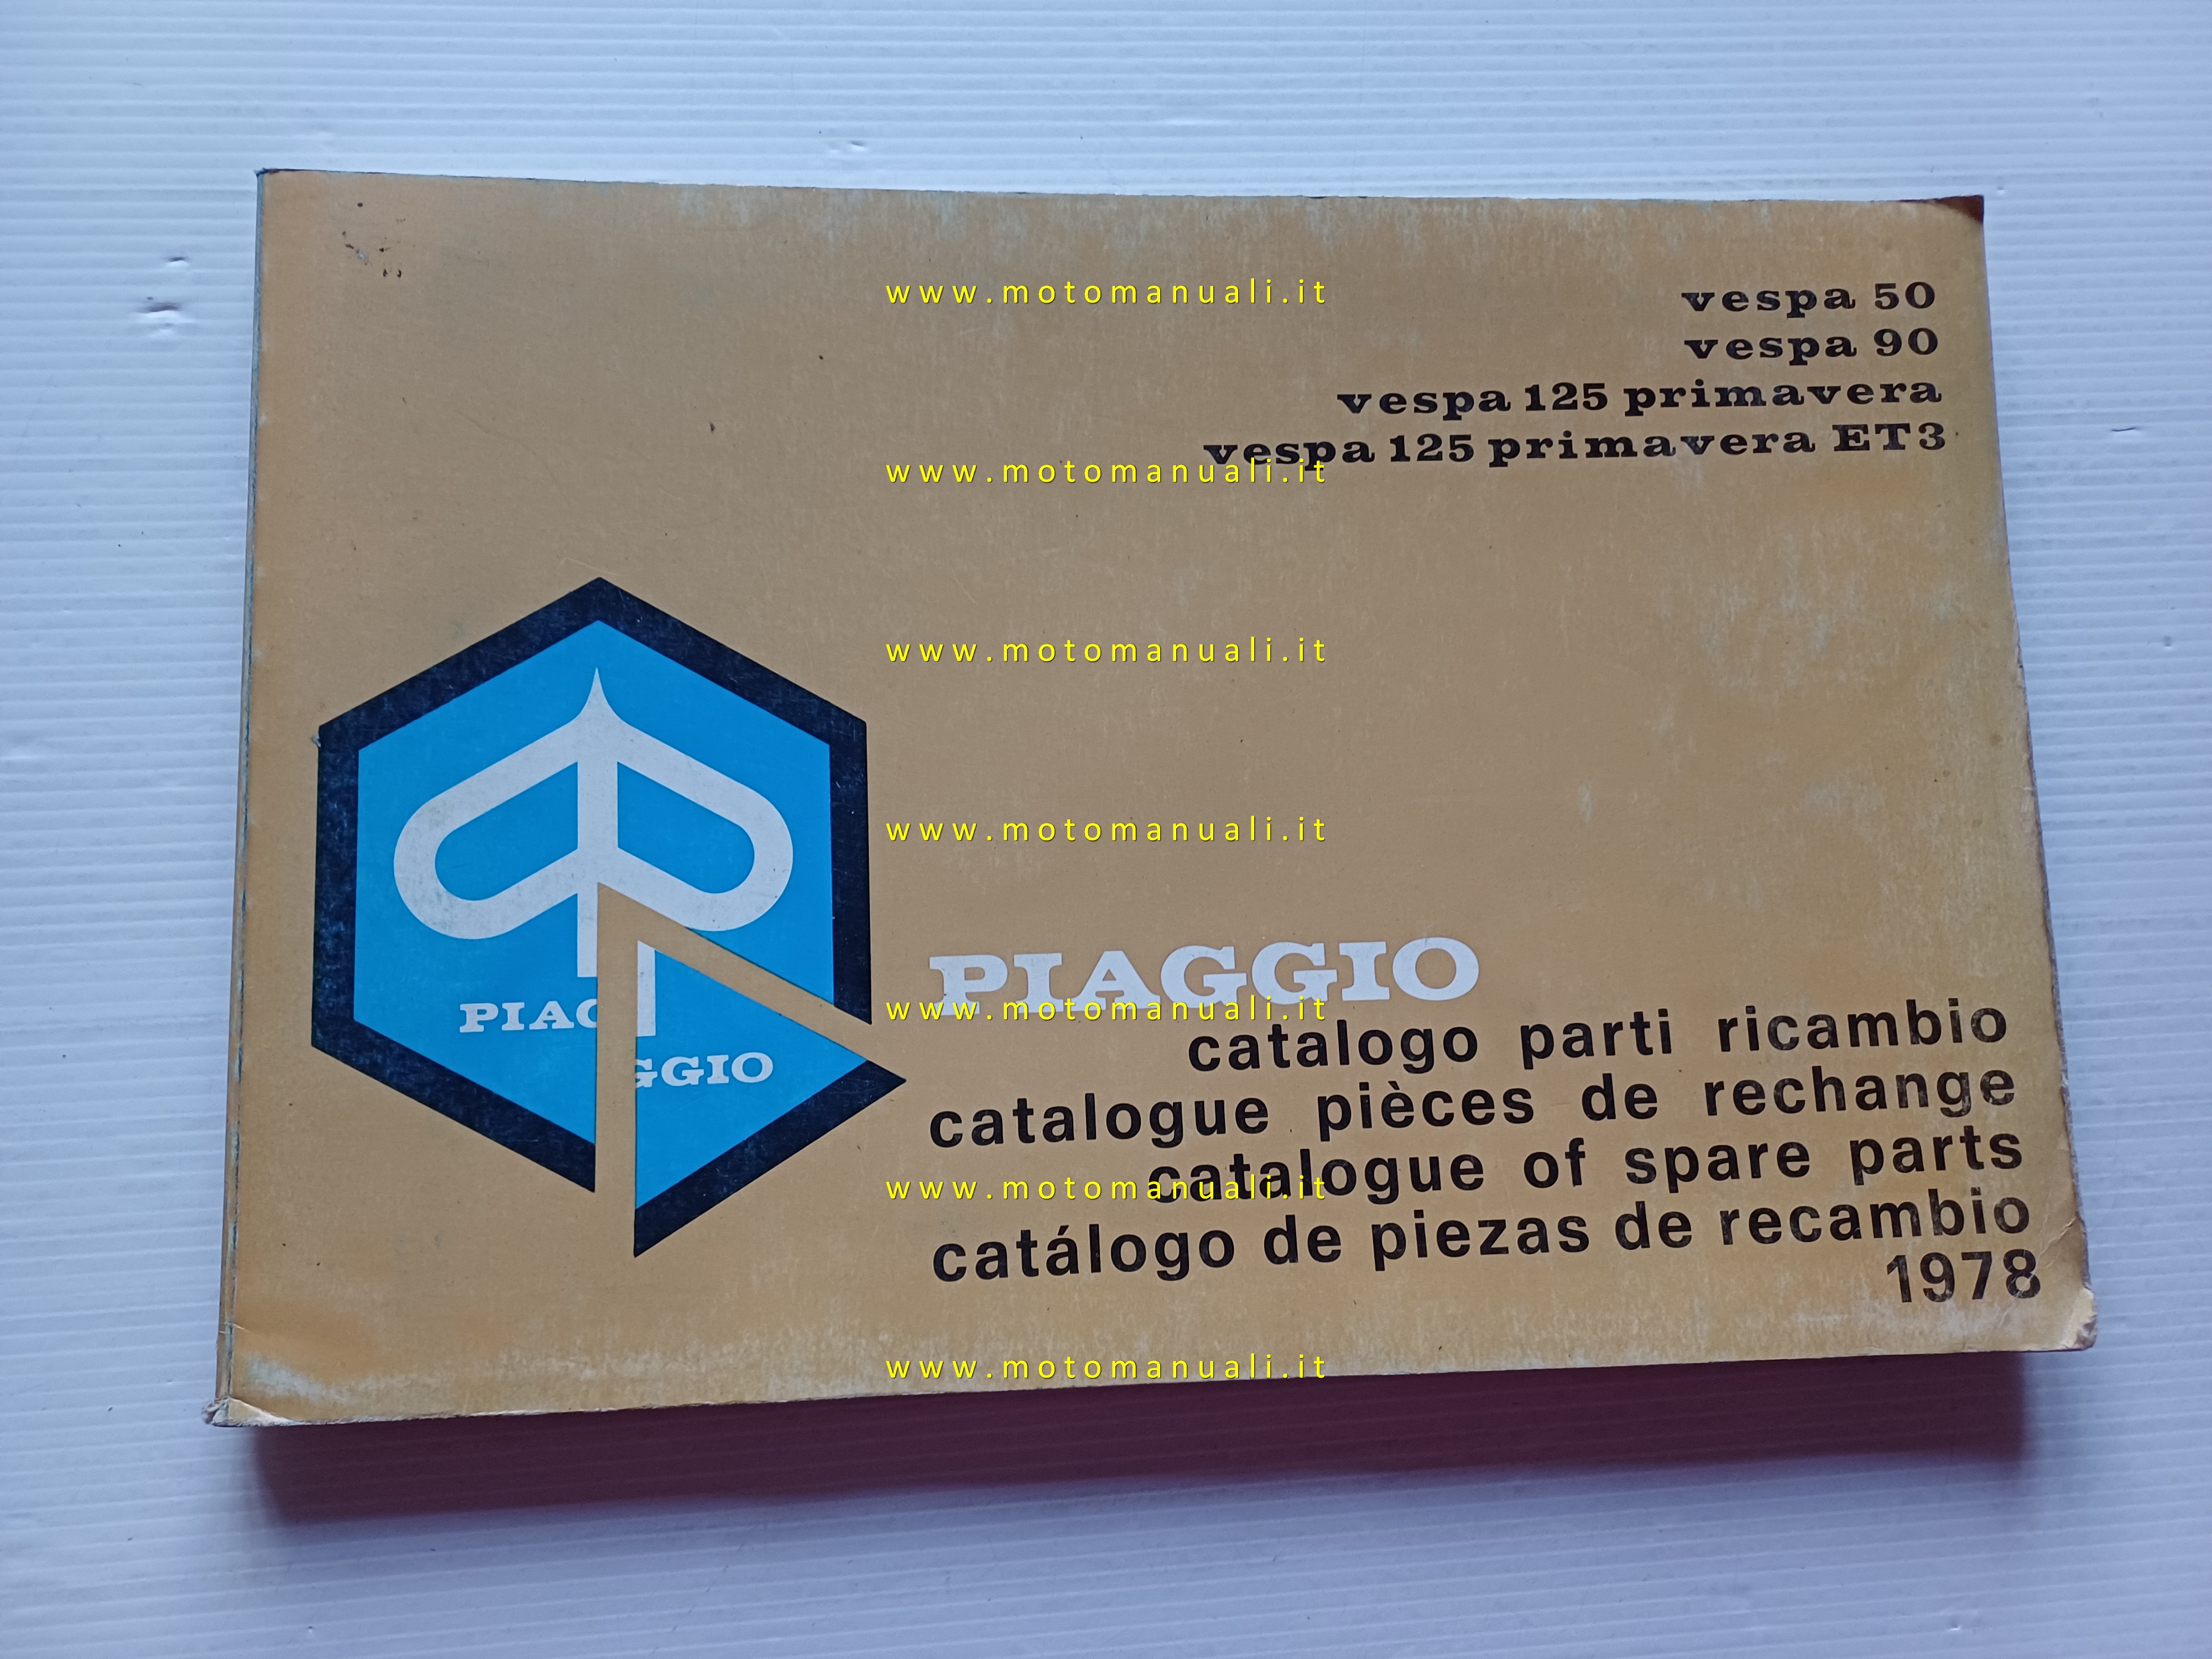 www.motomanuali.it
vespa 50
vespa 90
vespa 125 primavera
vespa 125 primavera ET3
www.motomanuali.it
www.motomanuali.it
www.motomanuali.it
PIAGGIO
www.motomanuali.it
PIAG
GGIO
catalogo parti ricambio
catalogue pièces de rechange
catalogue of spare parts
www.motomanuali.it
catálogo de piezas de recambio
1978
www.motomanuali.it